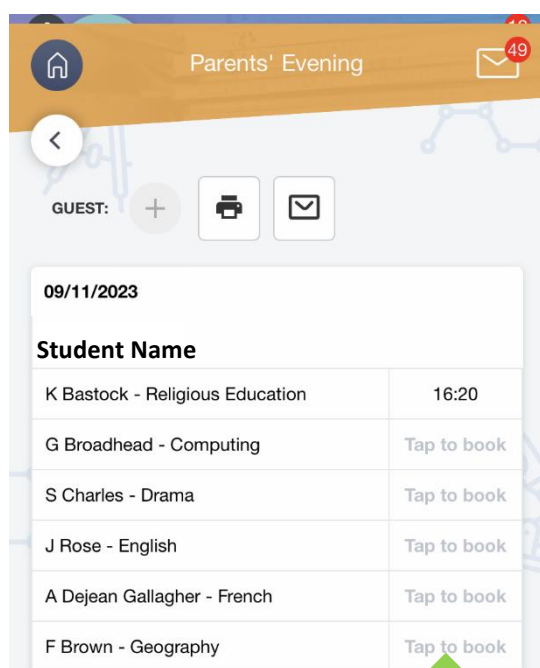 Parents' Evening
49
GUEST:
09/11/2023
Student Name
K Bastock - Religious Education 16:20
G Broadhead - Computing Tap to book
S Charles - Drama Tap to book
J Rose - English Tap to book
A Dejean Gallagher - French Tap to book
F Brown - Geography Tap to book